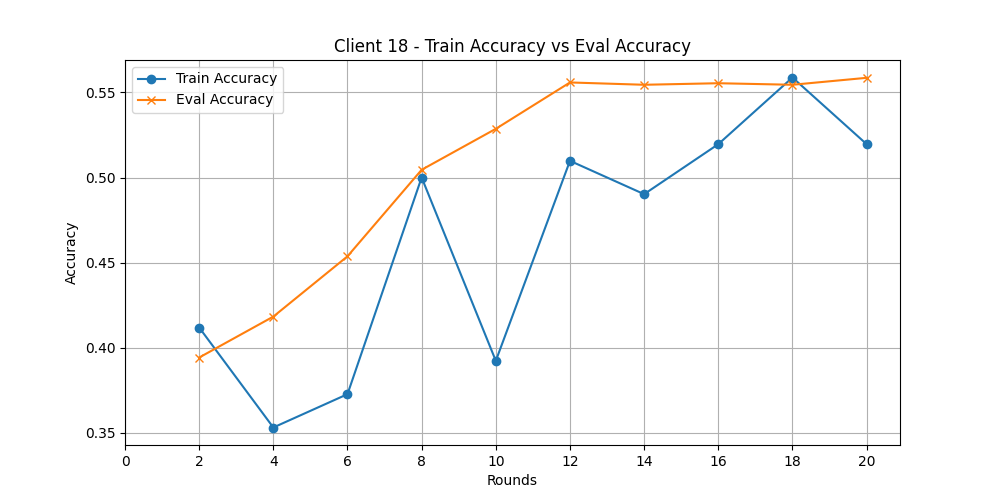 Client 18 - Train Accuracy vs Eval Accuracy
Train Accuracy
Eval Accuracy
0.55
0.50
0.45
0.40
0.35
Accuracy
0 2 4 6 8 10 12 14 16 18 20
Rounds